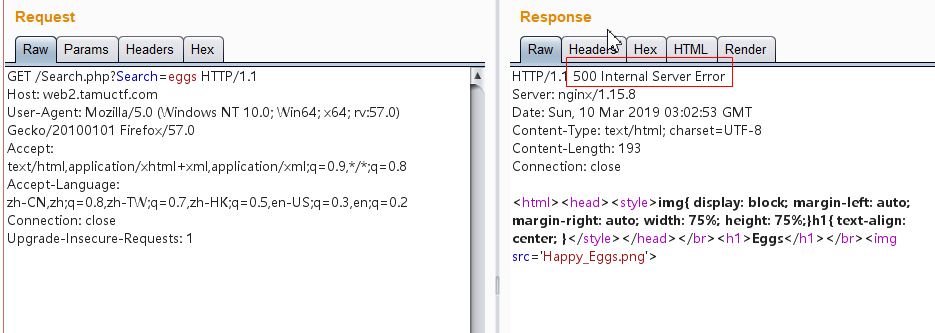 Request
Raw Params Headers Hex
GET /Search.php?Search=eggs HTTP/1.1
Host: web2.tamuctf.com
User-Agent: Mozilla/5.0 (Windows NT 10.0; Win64; x64; rv:57.0)
Gecko/20100101 Firefox/57.0
Accept:
text/html,application/xhtml+xml,application/xml;q=0.9,*/*;q=0.8
Accept-Language:
zh-CN,zh;q=0.8,zh-TW;q=0.7,zh-HK;q=0.5,en-US;q=0.3,en;q=0.2
Connection: close
Upgrade-Insecure-Requests: 1
Response
Raw Headers Hex HTML Render
HTTP/1.1 500 Internal Server Error
Server: nginx/1.15.8
Date: Sun, 10 Mar 2019 03:02:53 GMT
Content-Type: text/html; charset=UTF-8
Content-Length: 193
Connection: close
<html><head><style>img{ display: block; margin-left: auto;
margin-right: auto; width: 75%; height: 75%;}h1{ text-align:
center; }</style></head></br><h1>Eggs</h1></br><img
src='Happy_Eggs.png'>